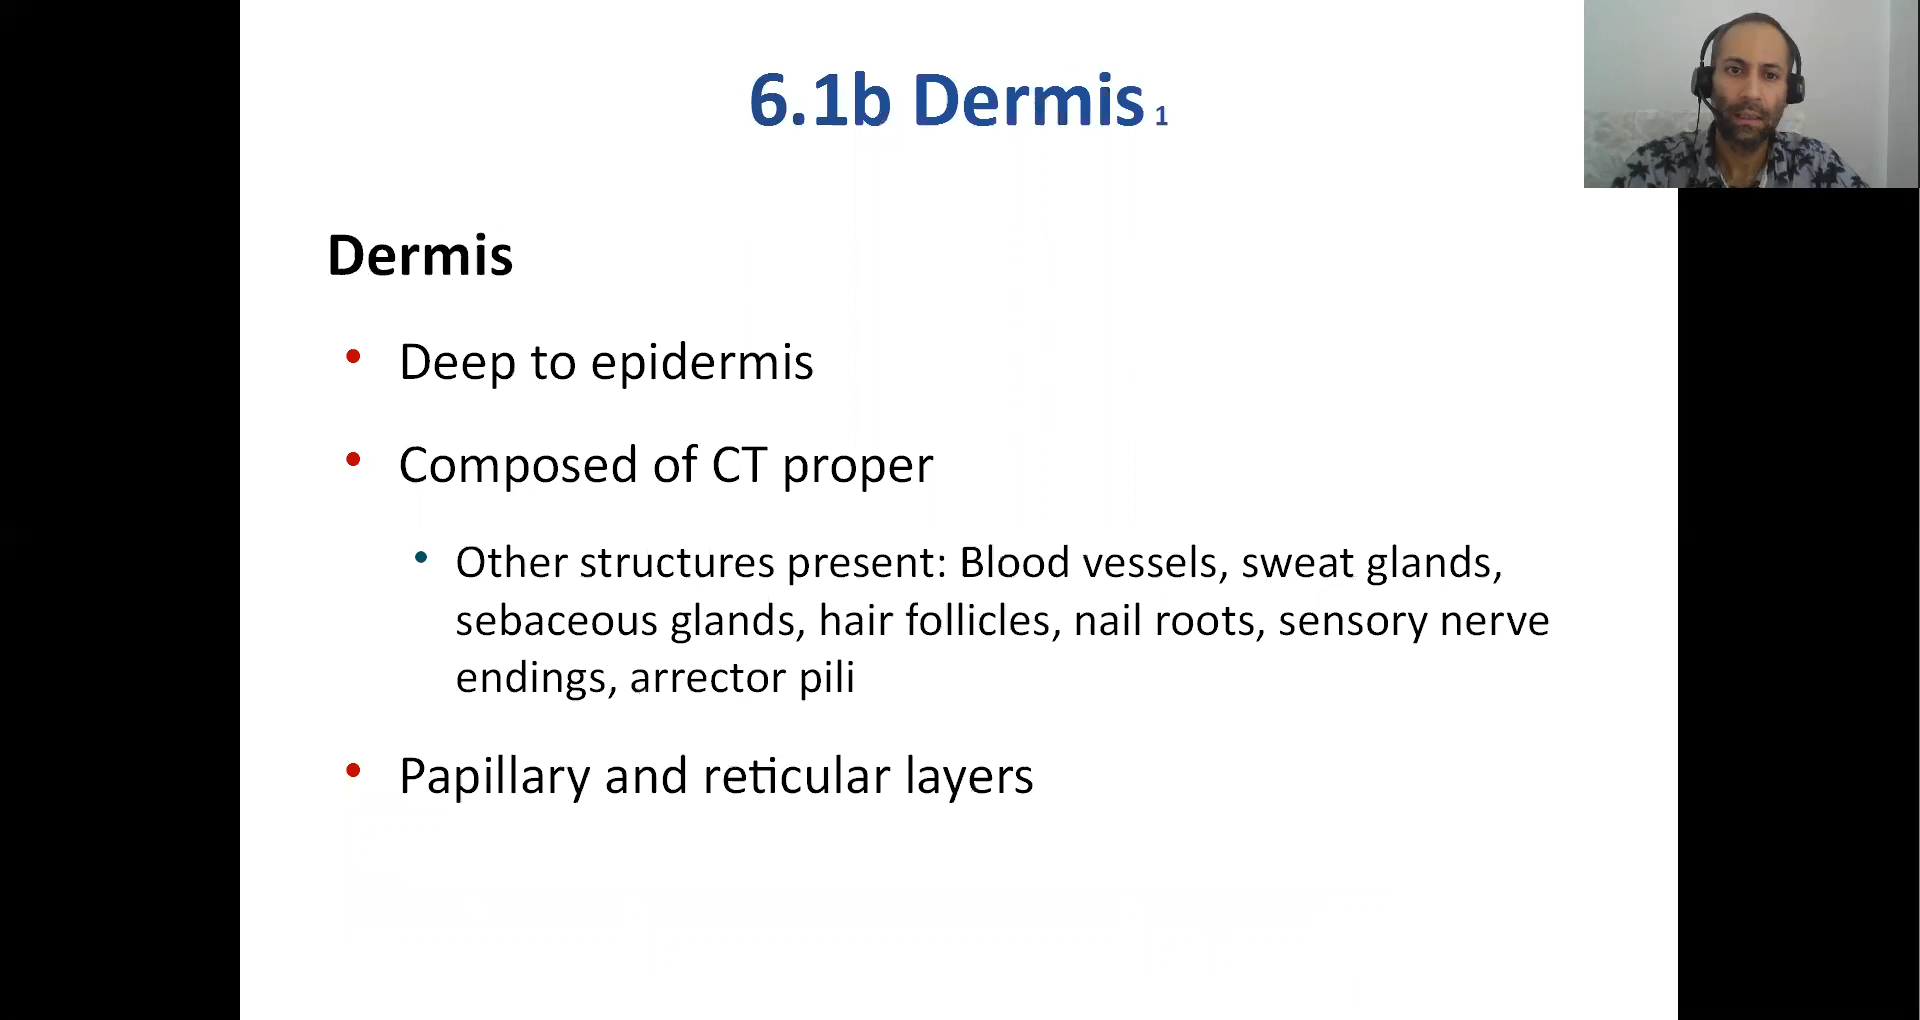 6.1b Dermis 1
Dermis
• Deep to epidermis
• Composed of CT proper
• Other structures present: Blood vessels, sweat glands,
sebaceous glands, hair follicles, nail roots, sensory nerve
endings, arrector pili
• Papillary and reticular layers